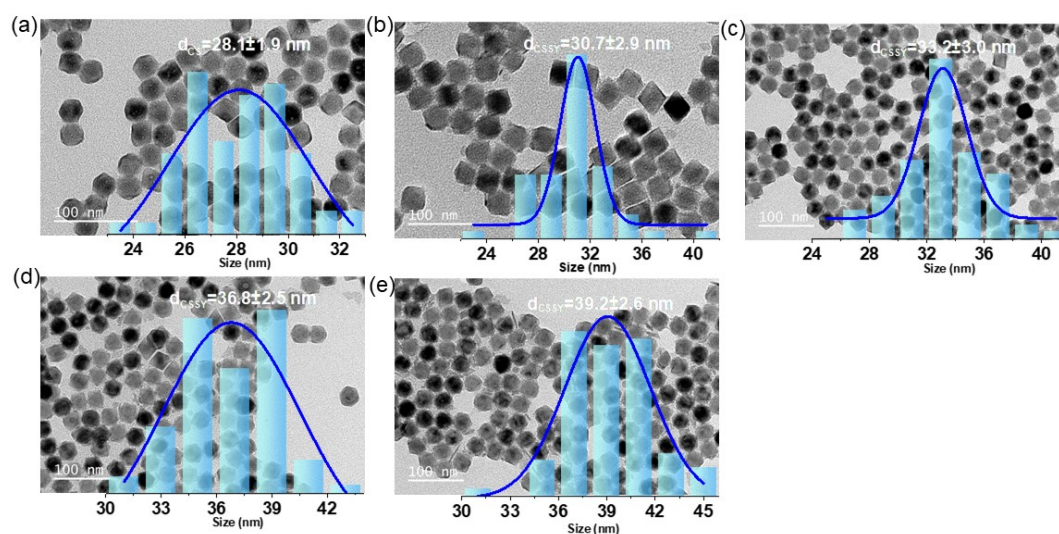 (a)
d_CS=28.1±1.9 nm
100 nm
24 26 28 30 32
Size (nm)
(b)
d_CSSY=30.7±2.9 nm
100 nm
24 28 32 36 40
Size (nm)
(c)
d_CSSY=33.2±3.0 nm
100 nm
24 28 32 36 40
Size (nm)
(d)
d_CSSY=36.8±2.5 nm
100 nm
30 33 36 39 42
Size (nm)
(e)
d_CSSY=39.2±2.6 nm
100 nm
30 33 36 39 42 45
Size (nm)